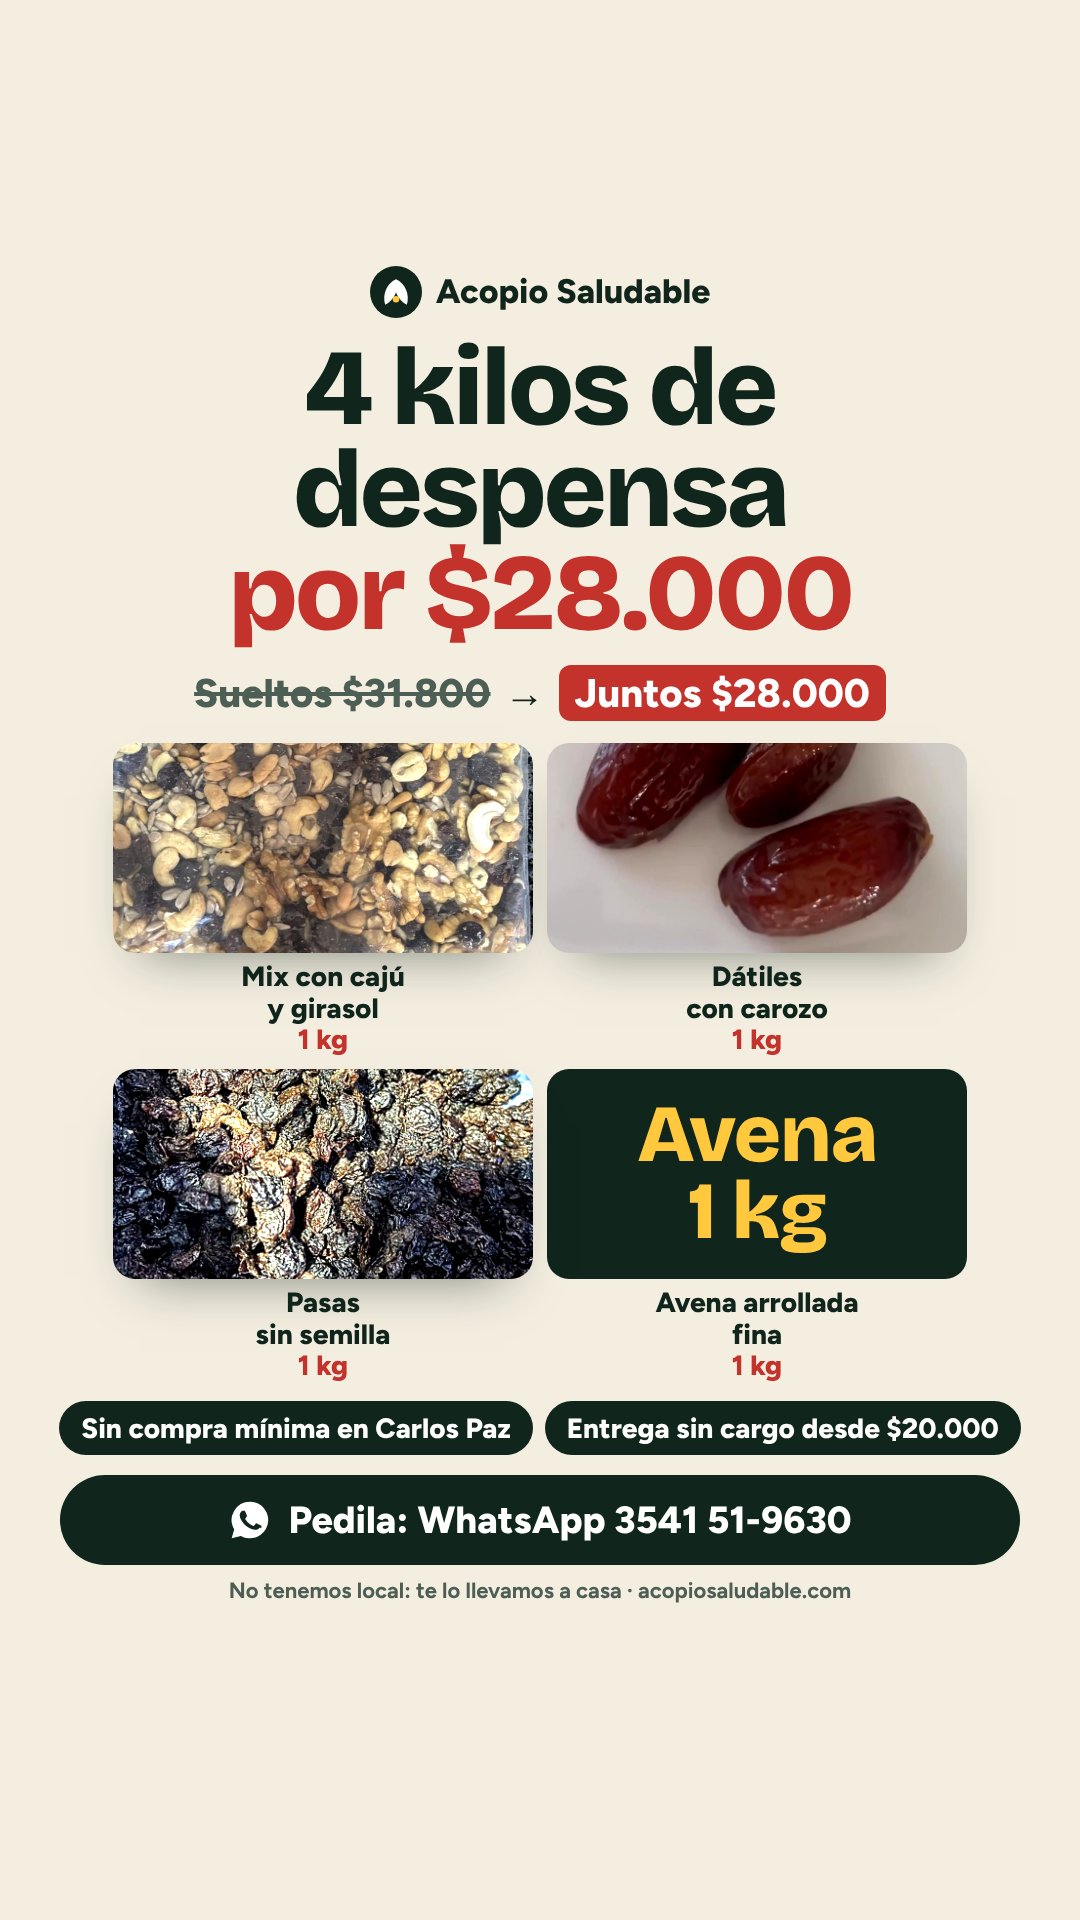 Acopio Saludable
4 kilos de
despensa
por $28.000
Sueltos $31.800 → Juntos $28.000
Mix con cajú
y girasol
1 kg
Dátiles
con carozo
1 kg
Avena
1 kg
Pasas
sin semilla
1 kg
Avena arrollada
fina
1 kg
Sin compra mínima en Carlos Paz
Entrega sin cargo desde $20.000
Pedila: WhatsApp 3541 51-9630
No tenemos local: te lo llevamos a casa · acopiosaludable.com